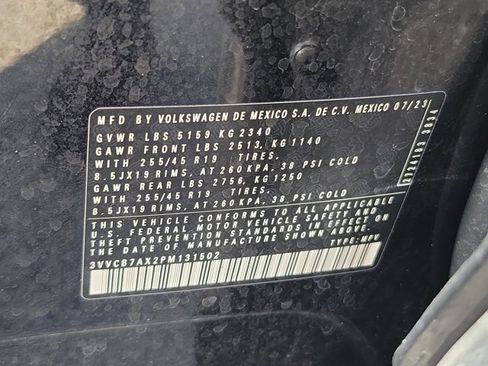 MFD BY VOLKSWAGEN DE MEXICO S.A. DE C.V. MEXICO 07/23
GVWR LBS 5159 KG 2340
GAWR FRONT LBS 2513, KG 1140
WITH 255/45 R19 TIRES,
8.5JX19 RIMS, AT 260 KPA, 38 PSI COLD
GAWR REAR LBS 2756, KG 1250
WITH 255/45 R19 TIRES,
8.5JX19 RIMS, AT 260 KPA, 38 PSI COLD
THIS VEHICLE CONFORMS TO ALL APPLICABLE
U.S. FEDERAL MOTOR VEHICLE SAFETY AND
THEFT PREVENTION STANDARDS IN EFFECT ON
THE DATE OF MANUFACTURE SHOWN ABOVE
3VVCB7AX2PM131502 TYPE: MPV